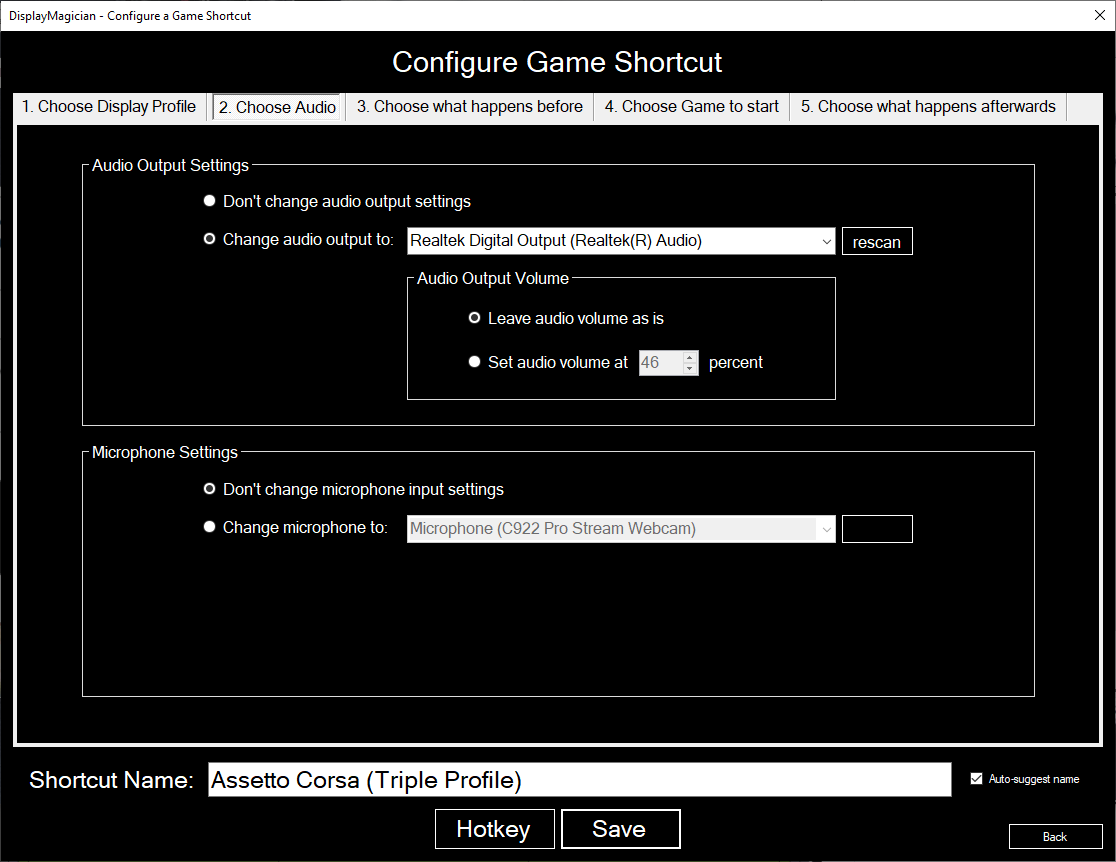 DisplayMagician - Configure a Game Shortcut
Configure Game Shortcut
1. Choose Display Profile 2. Choose Audio 3. Choose what happens before 4. Choose Game to start 5. Choose what happens afterwards
Audio Output Settings
Don't change audio output settings
Change audio output to: Realtek Digital Output (Realtek(R) Audio) rescan
Audio Output Volume
Leave audio volume as is
Set audio volume at 46 percent
Microphone Settings
Don't change microphone input settings
Change microphone to: Microphone (C922 Pro Stream Webcam)
Shortcut Name: Assetto Corsa (Triple Profile) Auto-suggest name
Hotkey Save
Back